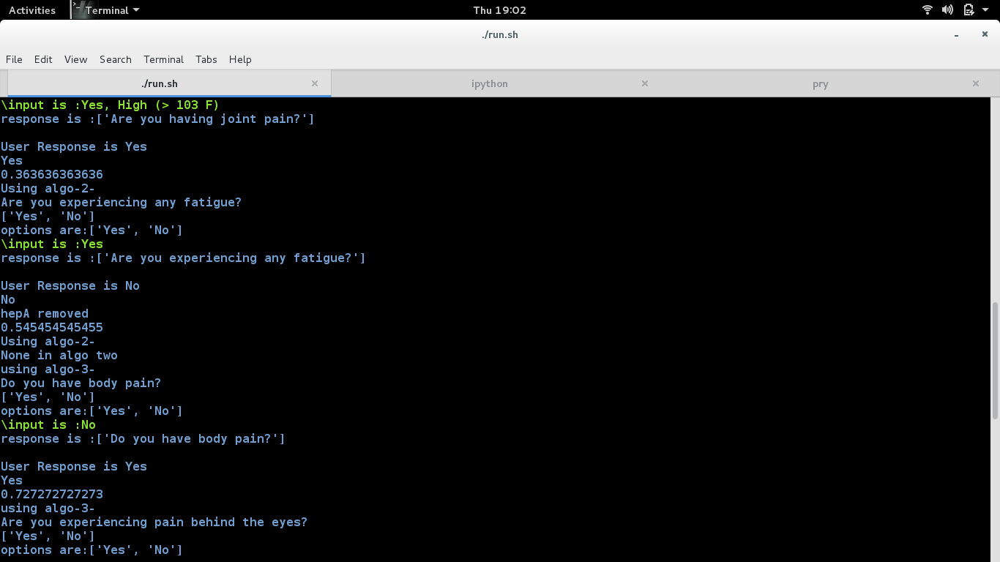 Activities
Terminal
Thu 19:02
./run.sh
File Edit View Search Terminal Tabs Help
./run.sh
ipython
pry
\input is :Yes, High (> 103 F)
response is :['Are you having joint pain?']
User Response is Yes
Yes
0.363636363636
Using algo-2-
Are you experiencing any fatigue?
['Yes', 'No']
options are:['Yes', 'No']
\input is :Yes
response is :['Are you experiencing any fatigue?']
User Response is No
No
hepA removed
0.545454545455
Using algo-2-
None in algo two
using algo-3-
Do you have body pain?
['Yes', 'No']
options are:['Yes', 'No']
\input is :No
response is :['Do you have body pain?']
User Response is Yes
Yes
0.727272727273
using algo-3-
Are you experiencing pain behind the eyes?
['Yes', 'No']
options are:['Yes', 'No']